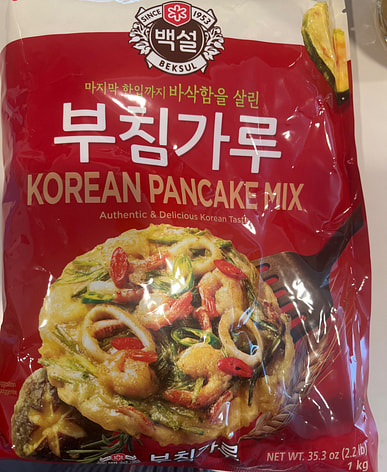 SINCE 1953
백설
BEKSUL
마지막 한입까지 바삭함을 살린
부침가루
KOREAN PANCAKE MIX
Authentic & Delicious Korean Taste
부침가루
NET WT. 35.3 oz (2.2 lb)
1 kg